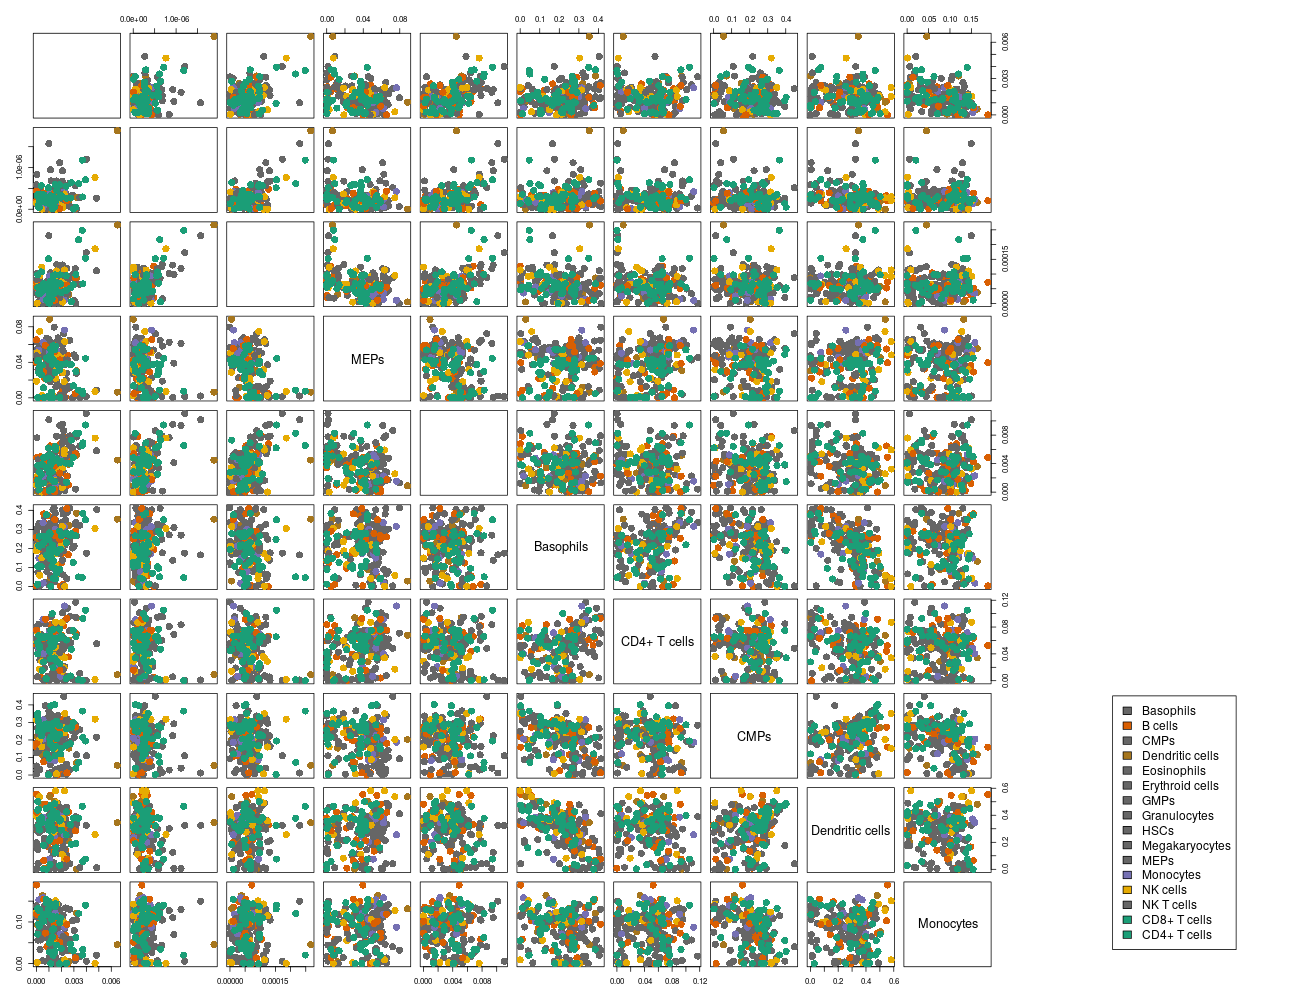 0.0e+00 1.0e-06 0.00 0.04 0.08 0.0 0.1 0.2 0.3 0.4 0.0 0.1 0.2 0.3 0.4 0.00 0.05 0.10 0.15
0.000 0.003 0.006
0.0e+00 1.0e-06
0.00000 0.00015
0.00 0.04 0.08
MEPs
0.000 0.004 0.008
0.0 0.1 0.2 0.3 0.4
Basophils
CD4+ T cells
0.00 0.04 0.08 0.12
0.0 0.1 0.2 0.3 0.4
CMPs
Dendritic cells
0.0 0.2 0.4 0.6
0.00 0.10
Monocytes
0.000 0.003 0.006 0.00000 0.00015 0.000 0.004 0.008 0.00 0.04 0.08 0.12 0.0 0.2 0.4 0.6
Basophils
B cells
CMPs
Dendritic cells
Eosinophils
Erythroid cells
GMPs
Granulocytes
HSCs
Megakaryocytes
MEPs
Monocytes
NK cells
NK T cells
CD8+ T cells
CD4+ T cells